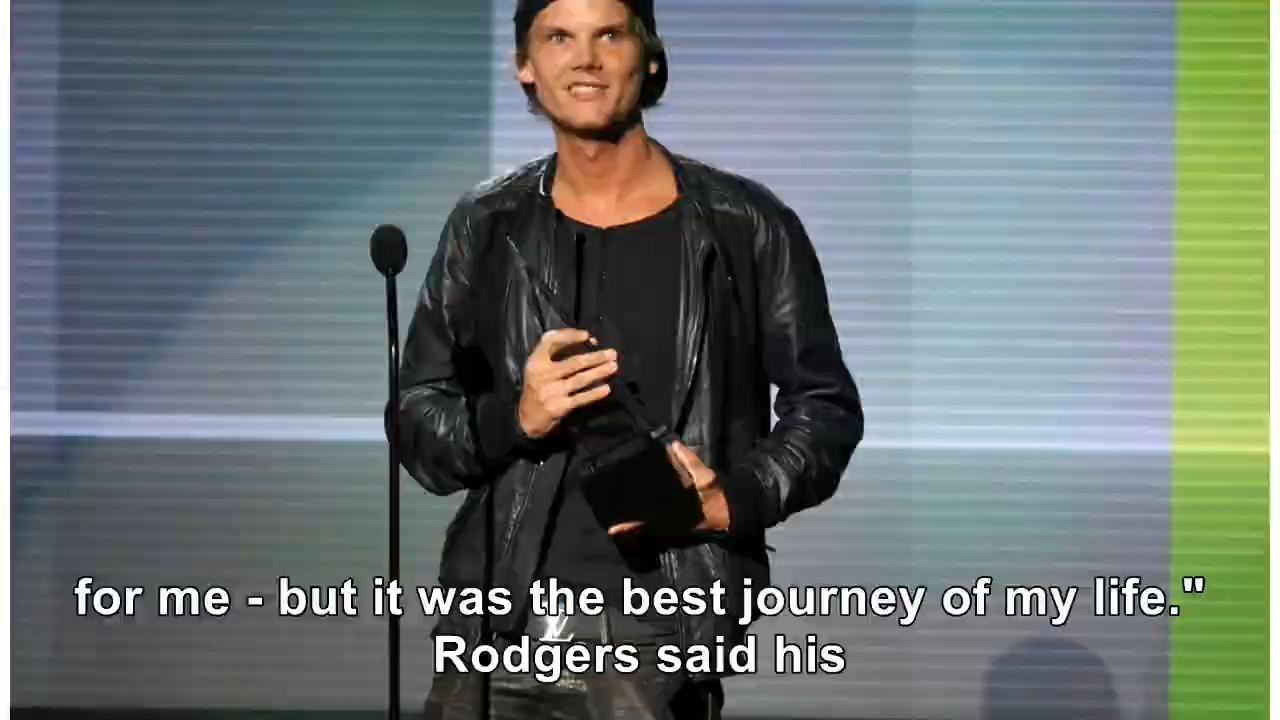 for me - but it was the best journey of my life."
Rodgers said his